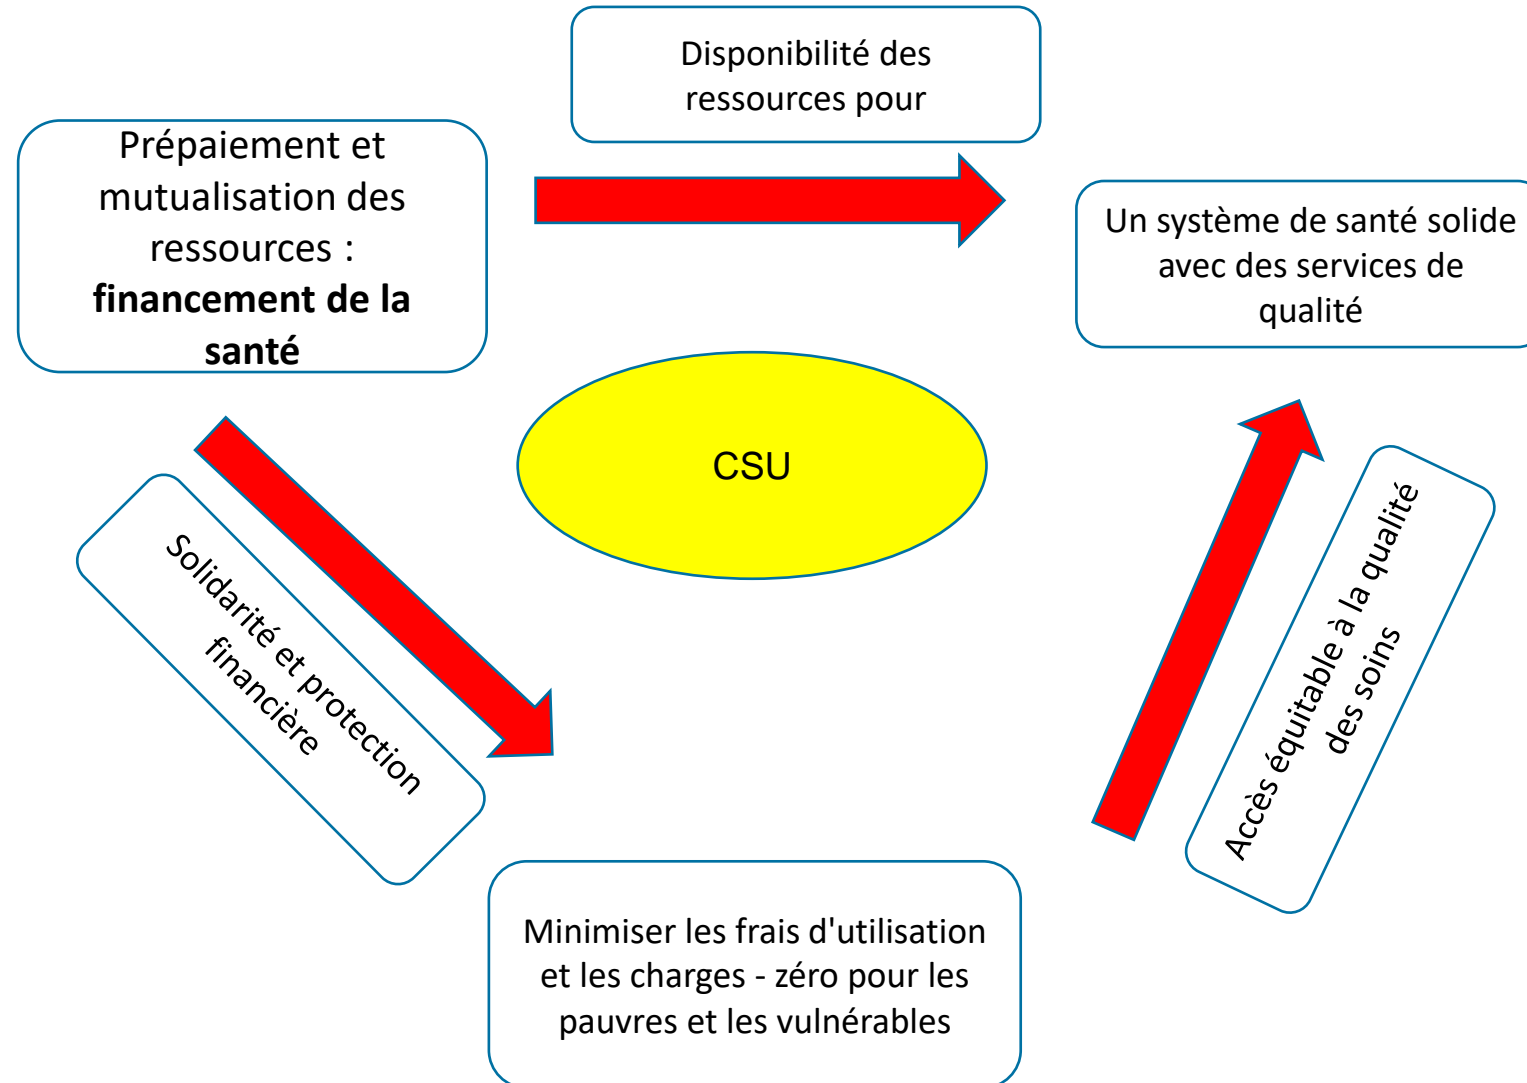 Disponibilité des
ressources pour
Prépaiement et
mutualisation des
ressources :
financement de la
santé
Un système de santé solide
avec des services de
qualité
CSU
Solidarité et protection
financière
Accès équitable à la qualité
des soins
Minimiser les frais d'utilisation
et les charges - zéro pour les
pauvres et les vulnérables